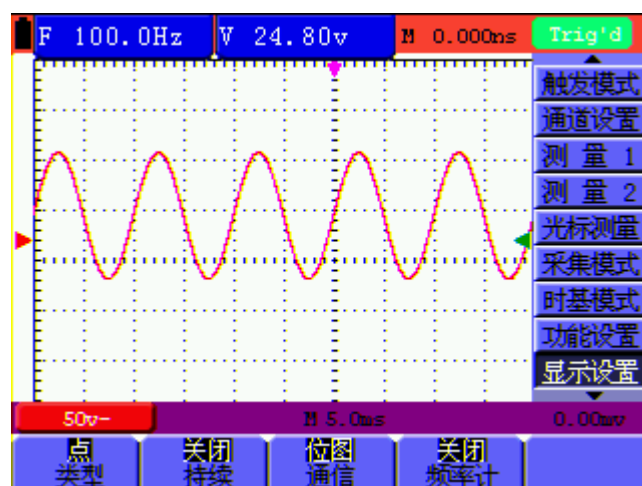 F 100.0Hz V 24.80v M 0.000ns Trig'd
触发模式
通道设置
测 量 1
测 量 2
光标测量
采集模式
时基模式
功能设置
显示设置
50v~ M 5.0ms 0.00mv
点 关闭 位图 关闭
类型 持续 通信 频率计